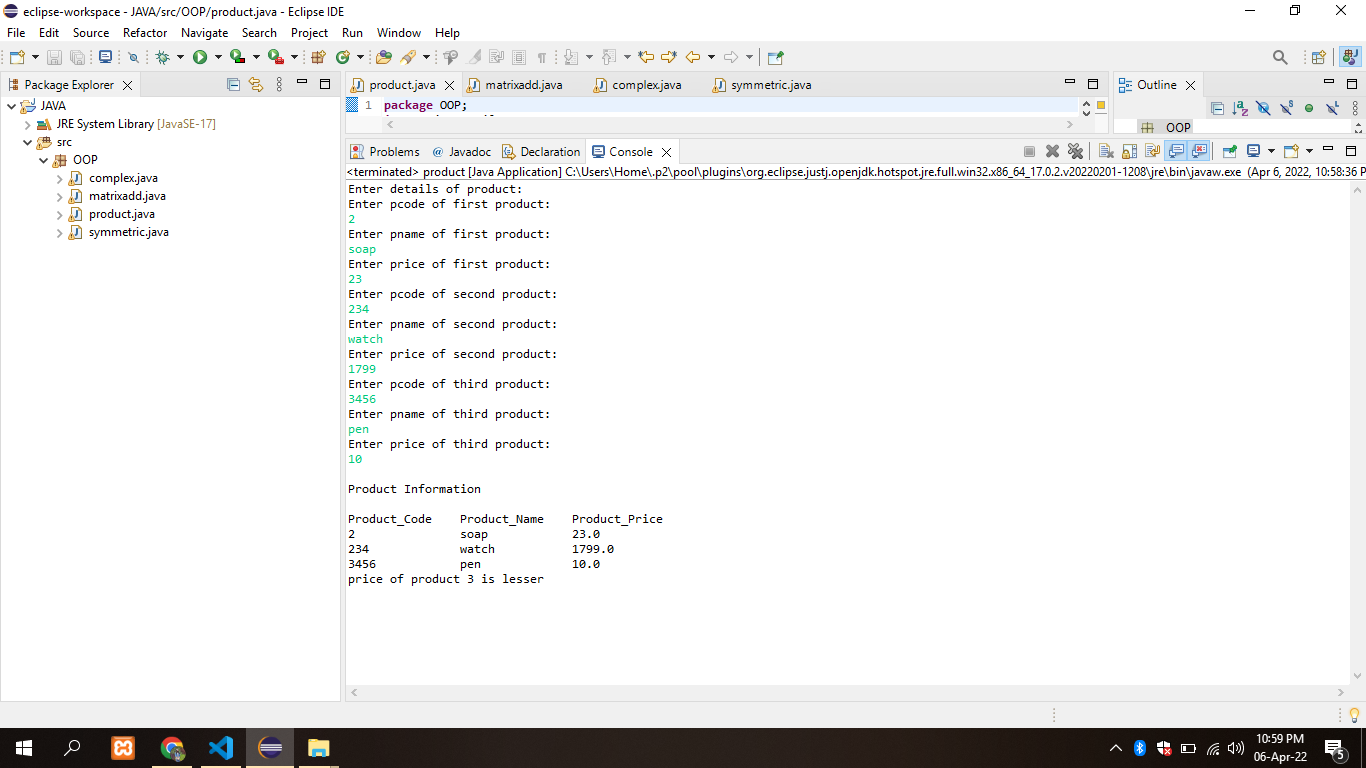 eclipse-workspace - JAVA/src/OOP/product.java - Eclipse IDE
File Edit Source Refactor Navigate Search Project Run Window Help
Package Explorer
JAVA
JRE System Library [JavaSE-17]
src
OOP
complex.java
matrixadd.java
product.java
symmetric.java
product.java matrixadd.java complex.java symmetric.java
1 package OOP;
Outline
OOP
Problems @ Javadoc Declaration Console
<terminated> product [Java Application] C:\Users\Home\.p2\pool\plugins\org.eclipse.justj.openjdk.hotspot.jre.full.win32.x86_64_17.0.2.v20220201-1208\jre\bin\javaw.exe (Apr 6, 2022, 10:58:36 P
Enter details of product:
Enter pcode of first product:
2
Enter pname of first product:
soap
Enter price of first product:
23
Enter pcode of second product:
234
Enter pname of second product:
watch
Enter price of second product:
1799
Enter pcode of third product:
3456
Enter pname of third product:
pen
Enter price of third product:
10
Product Information
Product_Code Product_Name Product_Price
2 soap 23.0
234 watch 1799.0
3456 pen 10.0
price of product 3 is lesser
10:59 PM
06-Apr-22
5